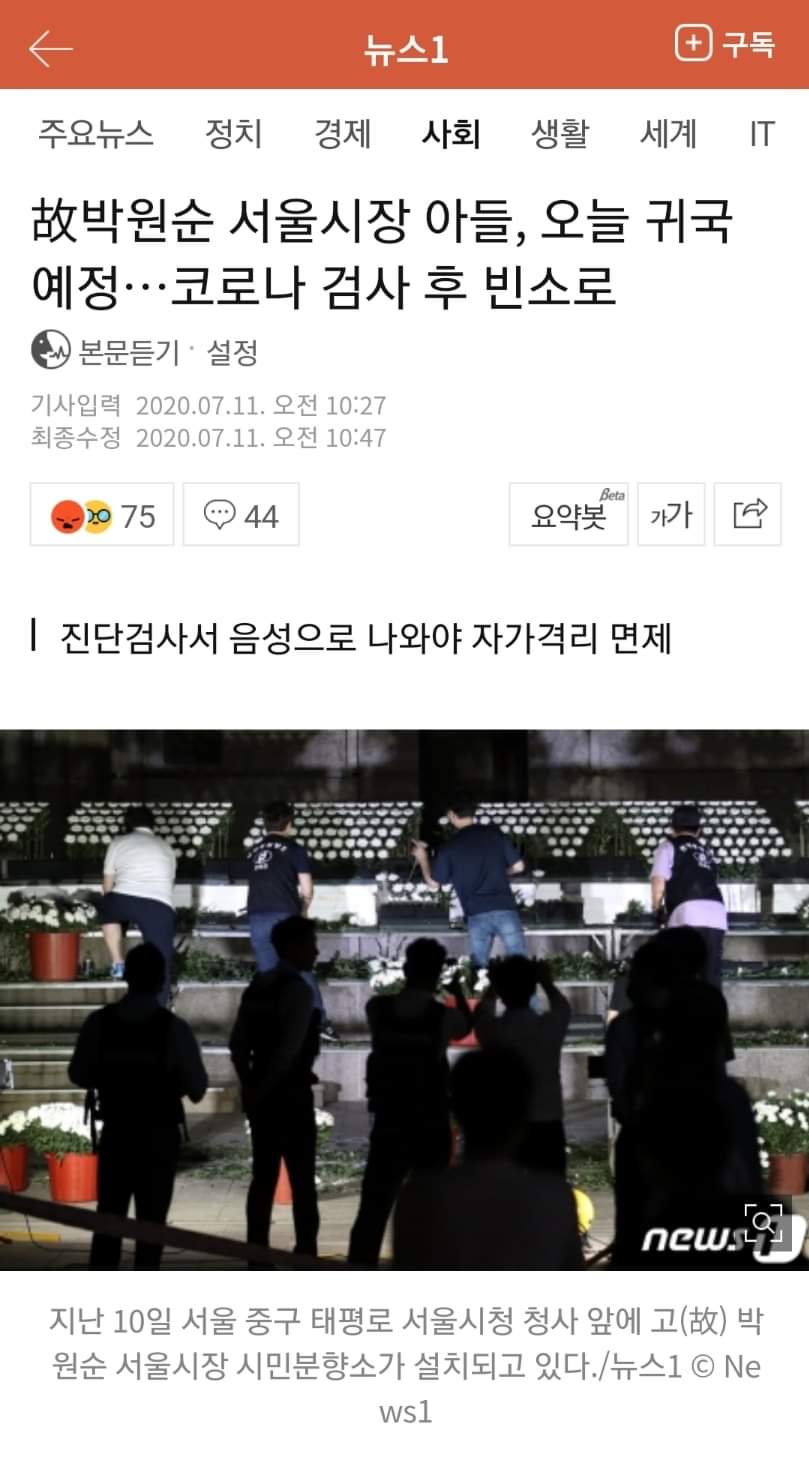 뉴스1
구독
주요뉴스 정치 경제 사회 생활 세계 IT
故박원순 서울시장 아들, 오늘 귀국
예정…코로나 검사 후 빈소로
본문듣기 · 설정
기사입력 2020.07.11. 오전 10:27
최종수정 2020.07.11. 오전 10:47
75 44 요약봇 Beta 가가
진단검사서 음성으로 나와야 자가격리 면제
news1
지난 10일 서울 중구 태평로 서울시청 청사 앞에 고(故) 박
원순 서울시장 시민분향소가 설치되고 있다./뉴스1 © Ne
ws1